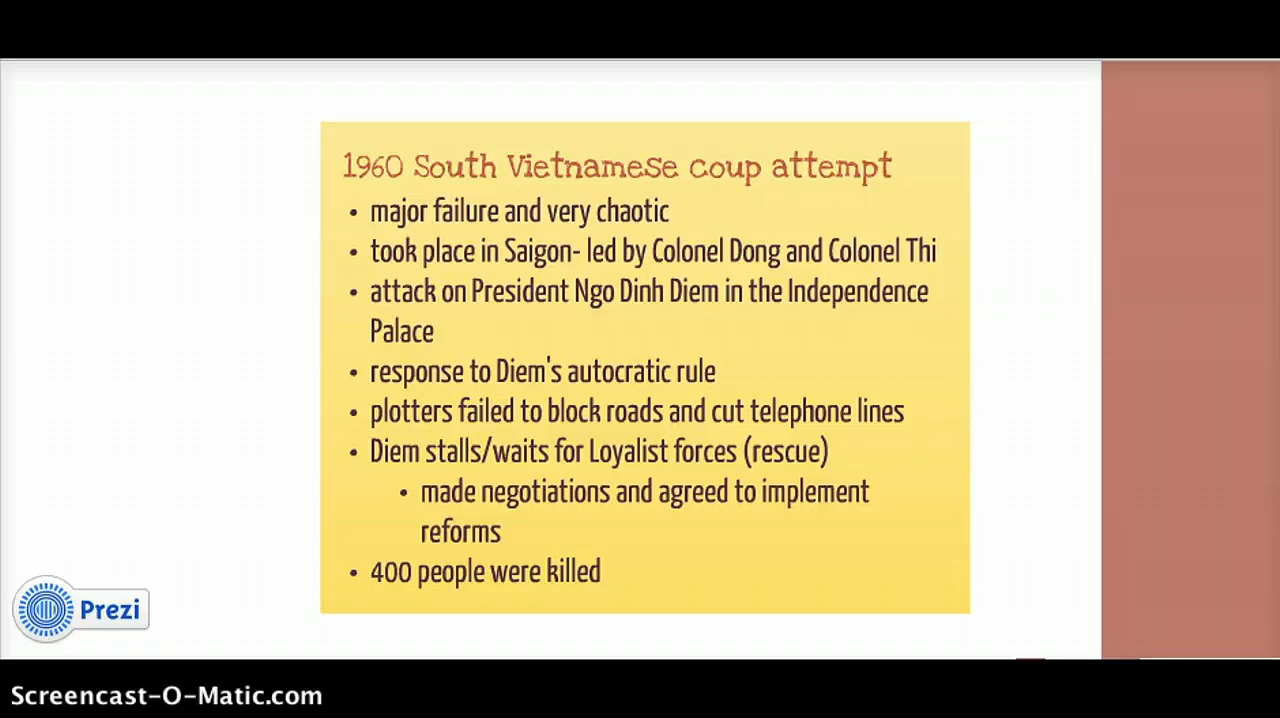 1960 South Vietnamese coup attempt
• major failure and very chaotic
• took place in Saigon- led by Colonel Dong and Colonel Thi
• attack on President Ngo Dinh Diem in the Independence
Palace
• response to Diem's autocratic rule
• plotters failed to block roads and cut telephone lines
• Diem stalls/waits for Loyalist forces (rescue)
• made negotiations and agreed to implement
reforms
• 400 people were killed
Prezi
Screencast-O-Matic.com